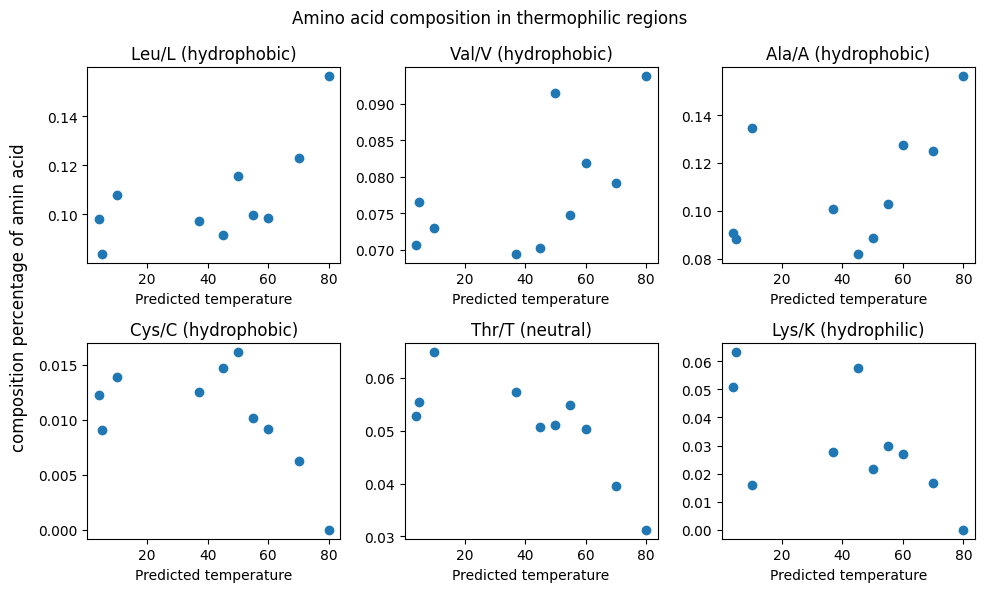 Amino acid composition in thermophilic regions
composition percentage of amin acid
Leu/L (hydrophobic)
0.14
0.12
0.10
20 40 60 80
Predicted temperature
Val/V (hydrophobic)
0.090
0.085
0.080
0.075
0.070
20 40 60 80
Predicted temperature
Ala/A (hydrophobic)
0.14
0.12
0.10
0.08
20 40 60 80
Predicted temperature
Cys/C (hydrophobic)
0.015
0.010
0.005
0.000
20 40 60 80
Predicted temperature
Thr/T (neutral)
0.06
0.05
0.04
0.03
20 40 60 80
Predicted temperature
Lys/K (hydrophilic)
0.06
0.05
0.04
0.03
0.02
0.01
0.00
20 40 60 80
Predicted temperature